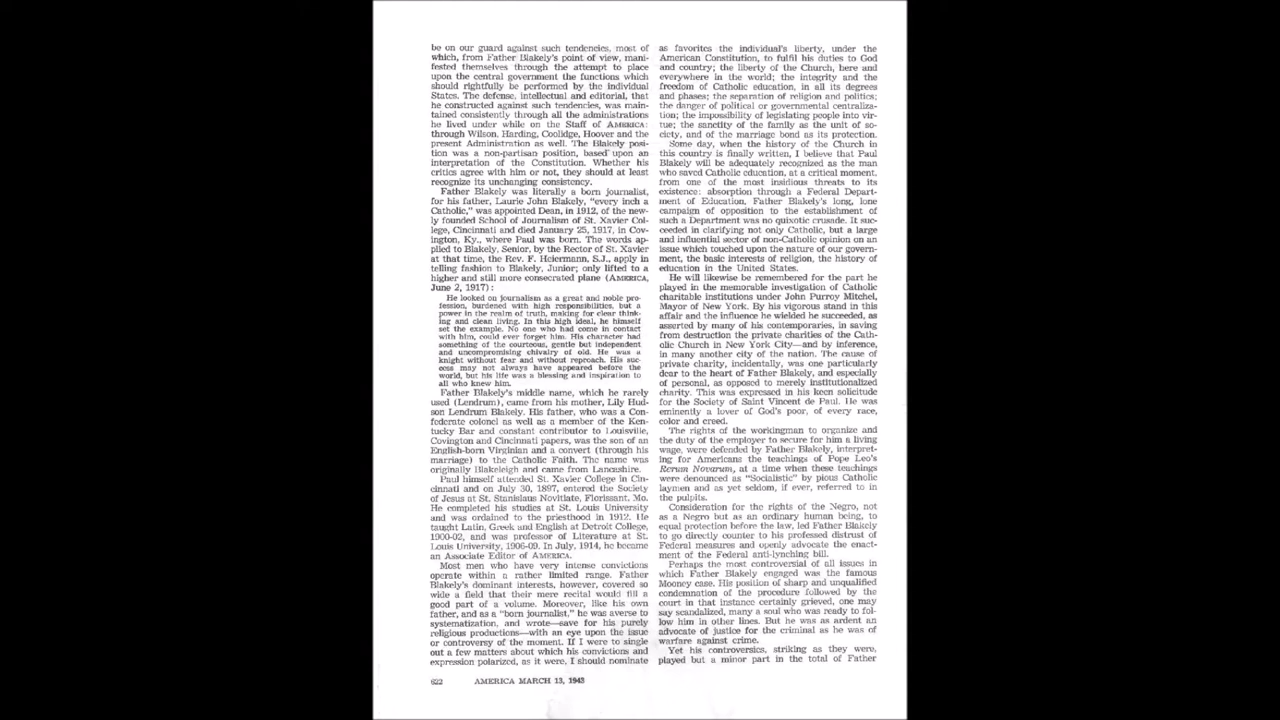 be on our guard against such tendencies, most of
which, from Father Blakely's point of view, mani-
fested themselves through the attempt to place
upon the central government the functions which
should rightfully be performed by the individual
States. The defense, intellectual and editorial, that
he constructed against such tendencies, was main-
tained consistently through all the administrations
he lived under while on the Staff of AMERICA:
through Wilson, Harding, Coolidge, Hoover and the
present Administration as well. The Blakely posi-
tion was a non-partisan position, based upon an
interpretation of the Constitution. Whether his
critics agree with him or not, they should at least
recognize its unchanging consistency.
Father Blakely was literally a born journalist,
for his father, Laurie John Blakely, "every inch a
Catholic," was appointed Dean, in 1912, of the new-
ly founded School of Journalism of St. Xavier Col-
lege, Cincinnati and died January 25, 1917, in Cov-
ington, Ky., where Paul was born. The words ap-
plied to Blakely, Senior, by the Rector of St. Xavier
at that time, the Rev. F. Heiermann, S.J., apply in
telling fashion to Blakely, Junior; only lifted to a
higher and still more consecrated plane (AMERICA,
June 2, 1917):
He looked on journalism as a great and noble pro-
fession, burdened with high responsibilities, but a
power in the realm of truth, making for clear think-
ing and clean living. In this high ideal, he himself
set the example. No one who had come in contact
with him, could ever forget him. His character had
something of the courteous, gentle but independent
and uncompromising chivalry of old. He was a
knight without fear and without reproach. His suc-
cess may not always have appeared before the
world, but his life was a blessing and inspiration to
all who knew him.
Father Blakely's middle name, which he rarely
used (Lendrum), came from his mother, Lily Hud-
son Lendrum Blakely. His father, who was a Con-
federate colonel as well as a member of the Ken-
tucky Bar and constant contributor to Louisville,
Covington and Cincinnati papers, was the son of an
English-born Virginian and a convert (through his
marriage) to the Catholic Faith. The name was
originally Blakeleigh and came from Lancashire.
Paul himself attended St. Xavier College in Cin-
cinnati and on July 30, 1897, entered the Society
of Jesus at St. Stanislaus Novitiate, Florissant, Mo.
He completed his studies at St. Louis University
and was ordained to the priesthood in 1912. He
taught Latin, Greek and English at Detroit College,
1900-02, and was professor of Literature at St.
Louis University, 1906-09. In July, 1914, he became
an Associate Editor of AMERICA.
Most men who have very intense convictions
operate within a rather limited range. Father
Blakely's dominant interests, however, covered so
wide a field that their mere recital would fill a
good part of a volume. Moreover, like his own
father, and as a "born journalist," he was averse to
systematization, and wrote—save for his purely
religious productions—with an eye upon the issue
or controversy of the moment. If I were to single
out a few matters about which his convictions and
expression polarized, as it were, I should nominate
as favorites the individual's liberty, under the
American Constitution, to fulfil his duties to God
and country; the liberty of the Church, here and
everywhere in the world; the integrity and the
freedom of Catholic education, in all its degrees
and phases; the separation of religion and politics;
the danger of political or governmental centraliza-
tion; the impossibility of legislating people into vir-
tue; the sanctity of the family as the unit of so-
ciety, and of the marriage bond as its protection.
Some day, when the history of the Church in
this country is finally written, I believe that Paul
Blakely will be adequately recognized as the man
who saved Catholic education, at a critical moment,
from one of the most insidious threats to its
existence: absorption through a Federal Depart-
ment of Education, Father Blakely's long, lone
campaign of opposition to the establishment of
such a Department was no quixotic crusade. It suc-
ceeded in clarifying not only Catholic, but a large
and influential sector of non-Catholic opinion on an
issue which touched upon the nature of our govern-
ment, the basic interests of religion, the history of
education in the United States.
He will likewise be remembered for the part he
played in the memorable investigation of Catholic
charitable institutions under John Purroy Mitchel,
Mayor of New York. By his vigorous stand in this
affair and the influence he wielded he succeeded, as
asserted by many of his contemporaries, in saving
from destruction the private charities of the Cath-
olic Church in New York City—and by inference,
in many another city of the nation. The cause of
private charity, incidentally, was one particularly
dear to the heart of Father Blakely, and especially
of personal, as opposed to merely institutionalized
charity. This was expressed in his keen solicitude
for the Society of Saint Vincent de Paul. He was
eminently a lover of God's poor, of every race,
color and creed.
The rights of the workingman to organize and
the duty of the employer to secure for him a living
wage, were defended by Father Blakely, interpret-
ing for Americans the teachings of Pope Leo's
Rerum Novarum, at a time when these teachings
were denounced as "Socialistic" by pious Catholic
laymen and as yet seldom, if ever, referred to in
the pulpits.
Consideration for the rights of the Negro, not
as a Negro but as an ordinary human being, to
equal protection before the law, led Father Blakely
to go directly counter to his professed distrust of
Federal measures and openly advocate the enact-
ment of the Federal anti-lynching bill.
Perhaps the most controversial of all issues in
which Father Blakely engaged was the famous
Mooney case. His position of sharp and unqualified
condemnation of the procedure followed by the
court in that instance certainly grieved, one may
say scandalized, many a soul who was ready to fol-
low him in other lines. But he was as ardent an
advocate of justice for the criminal as he was of
warfare against crime.
Yet his controversies, striking as they were,
played but a minor part in the total of Father
622 AMERICA MARCH 13, 1943